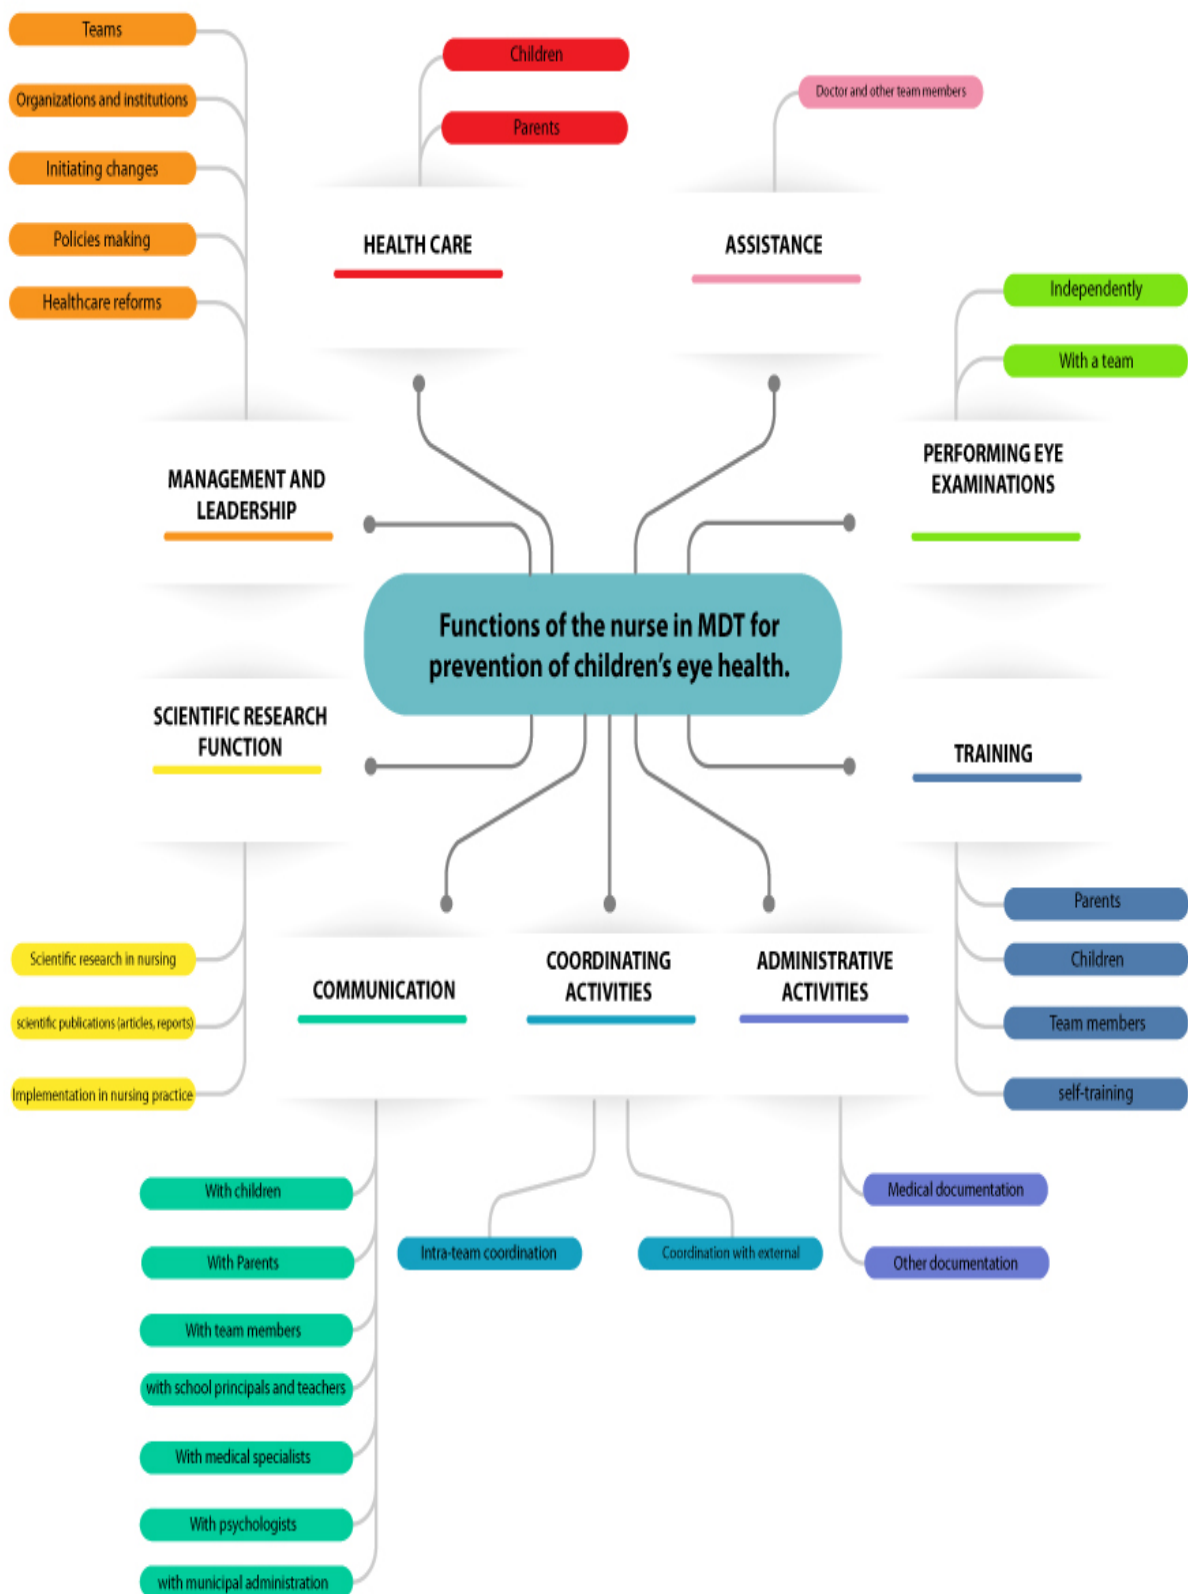 Teams
Organizations and institutions
Initiating changes
Policies making
Healthcare reforms
MANAGEMENT AND
LEADERSHIP
Children
Parents
HEALTH CARE
Doctor and other team members
ASSISTANCE
Independently
With a team
PERFORMING EYE
EXAMINATIONS
Functions of the nurse in MDT for
prevention of children's eye health.
SCIENTIFIC RESEARCH
FUNCTION
Scientific research in nursing
scientific publications (articles, reports)
Implementation in nursing practice
COMMUNICATION
With children
With Parents
With team members
with school principals and teachers
With medical specialists
With psychologists
with municipal administration
COORDINATING
ACTIVITIES
Intra-team coordination
Coordination with external
ADMINISTRATIVE
ACTIVITIES
Medical documentation
Other documentation
TRAINING
Parents
Children
Team members
self-training